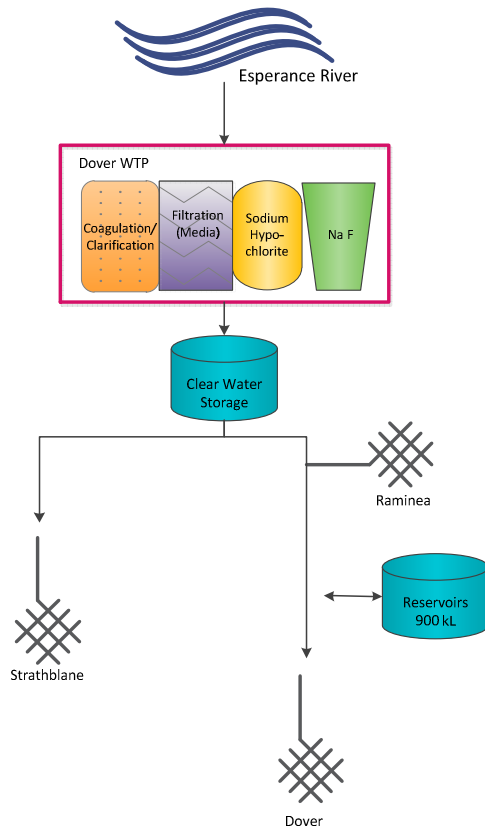 Esperance River
Dover WTP
Coagulation/
Clarification
Filtration
(Media)
Sodium
Hypo-
chlorite
Na F
Clear Water
Storage
Raminea
Reservoirs
900 kL
Strathblane
Dover